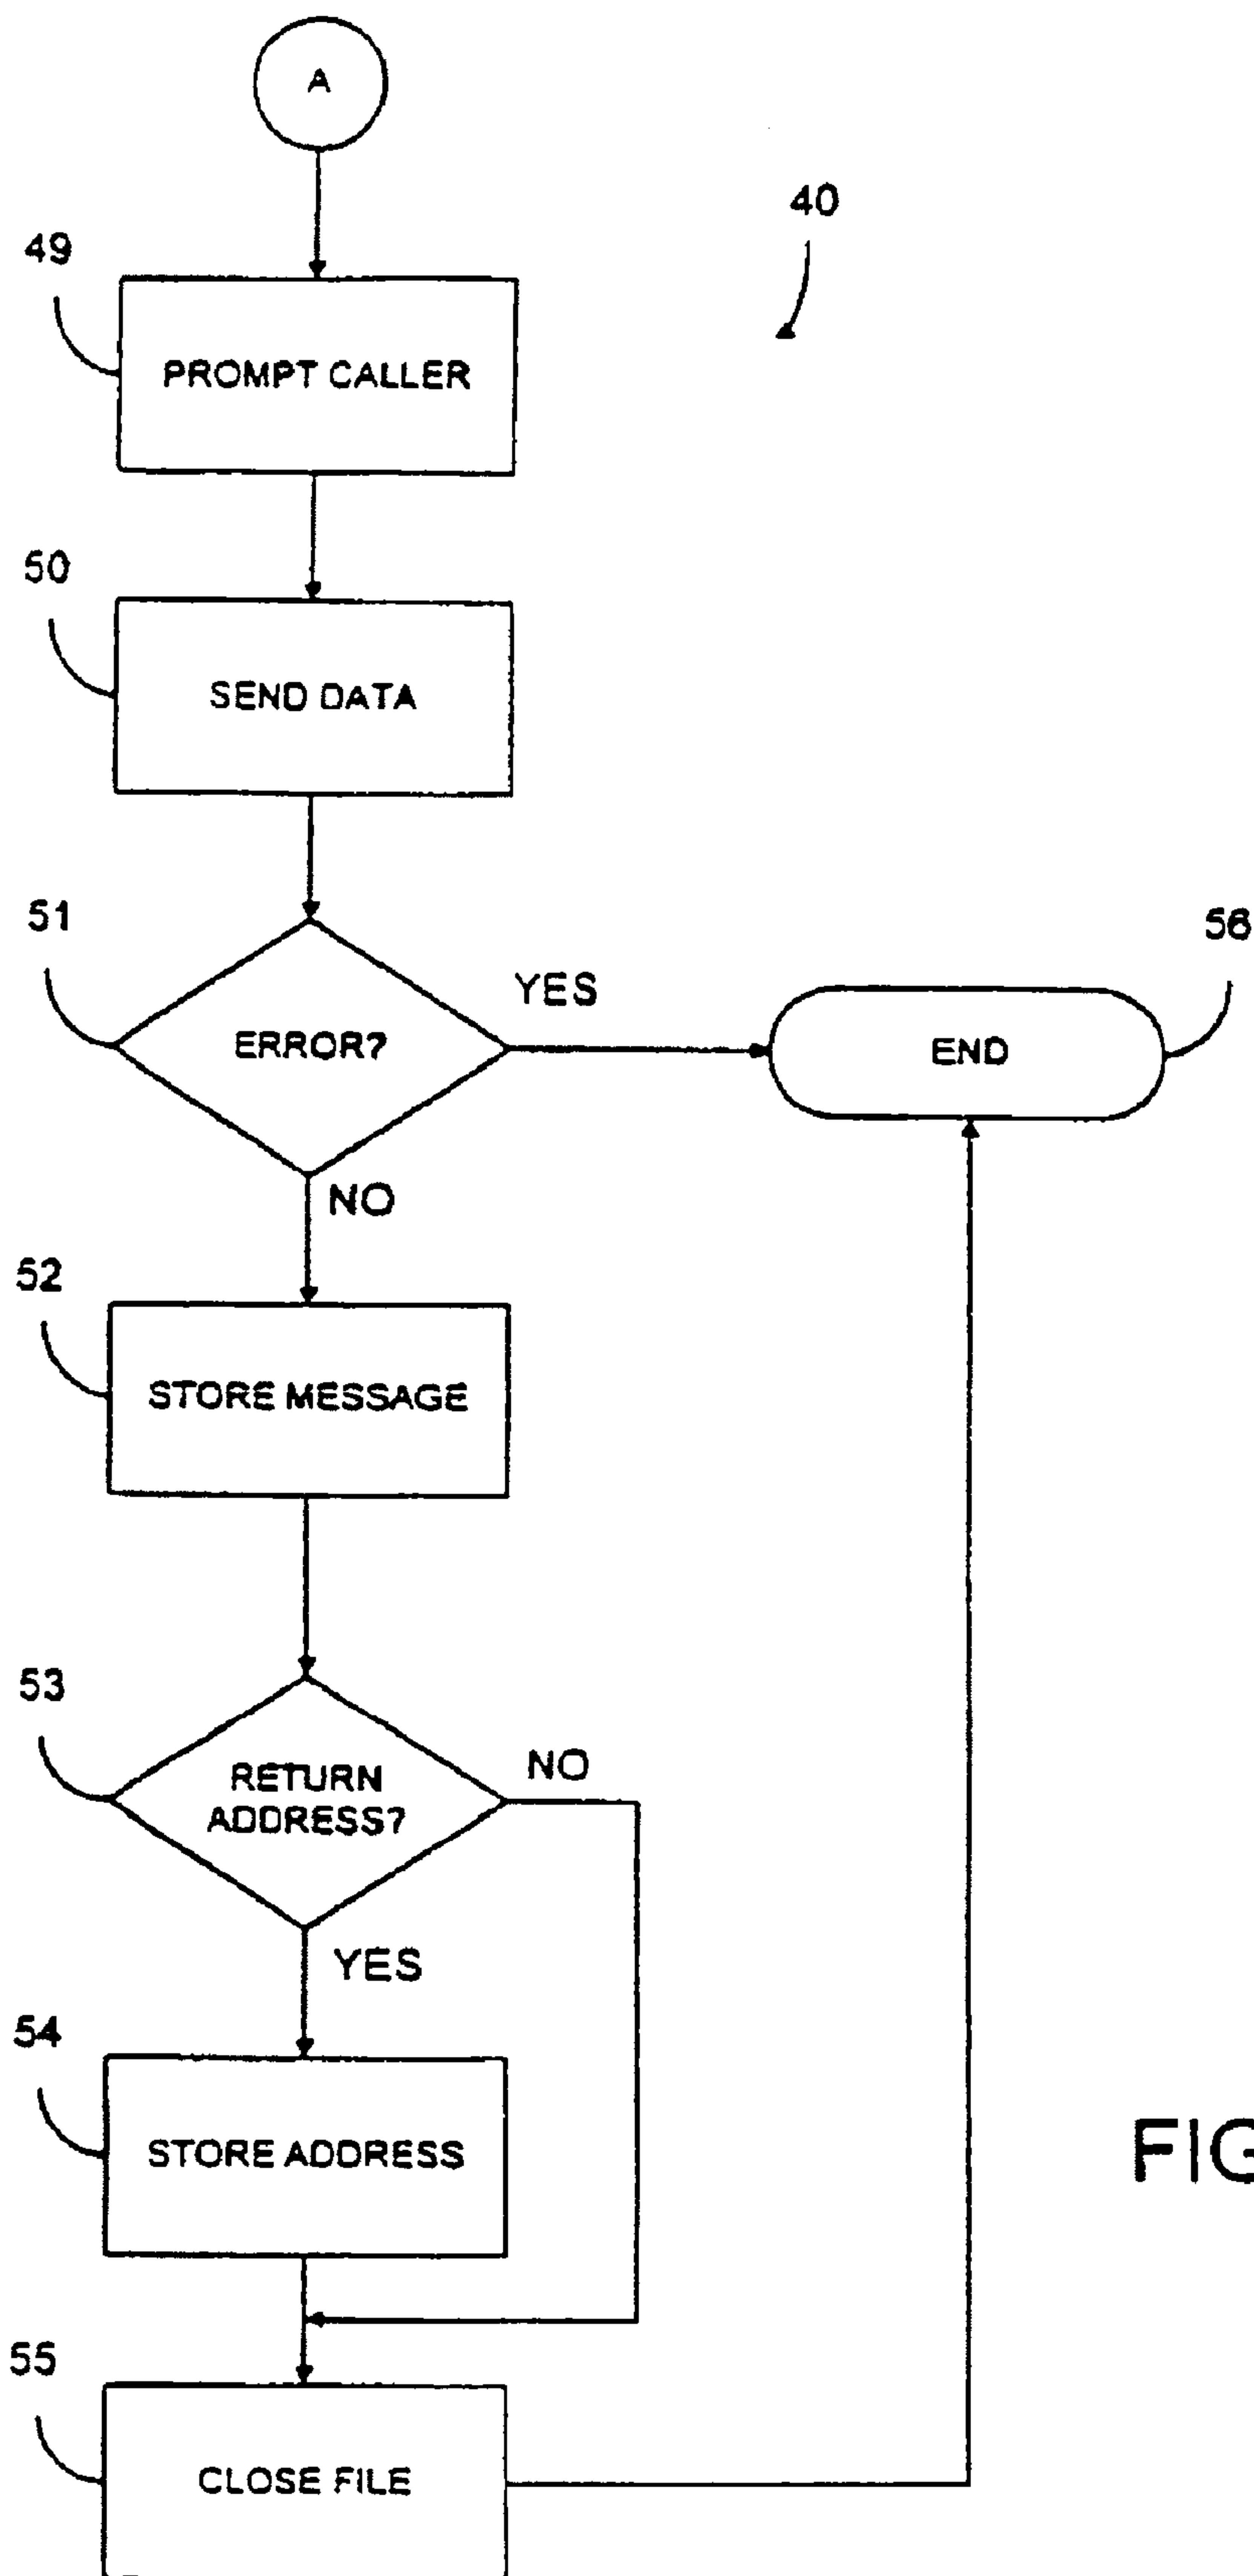 A
40
49
PROMPT CALLER
50
SEND DATA
51
ERROR?
YES
56
END
NO
52
STORE MESSAGE
53
RETURN
ADDRESS?
NO
YES
54
STORE ADDRESS
FIG
55
CLOSE FILE